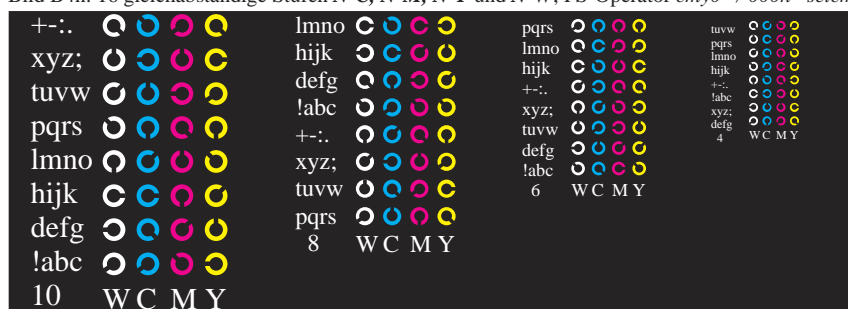 +-:.
xyz;
tuvw
pqrs
lmno
hijk
defg
!abc
10 W C M Y
lmno
hijk
defg
!abc
+-:.
xyz;
tuvw
pqrs
8 W C M Y
pqrs
lmno
hijk
+-:.
xyz;
tuvw
defg
!abc
6 W C M Y
tuvw
pqrs
lmno
hijk
+-:.
!abc
xyz;
defg
4 W C M Y